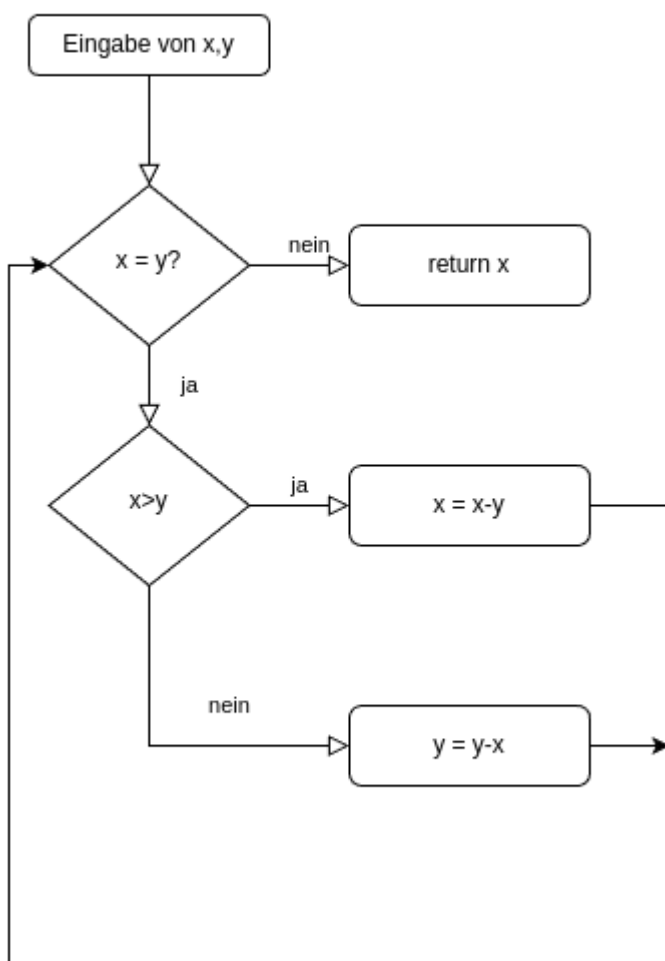 Eingabe von x,y
x = y?
nein
return x
ja
x>y
ja
x = x-y
nein
y = y-x